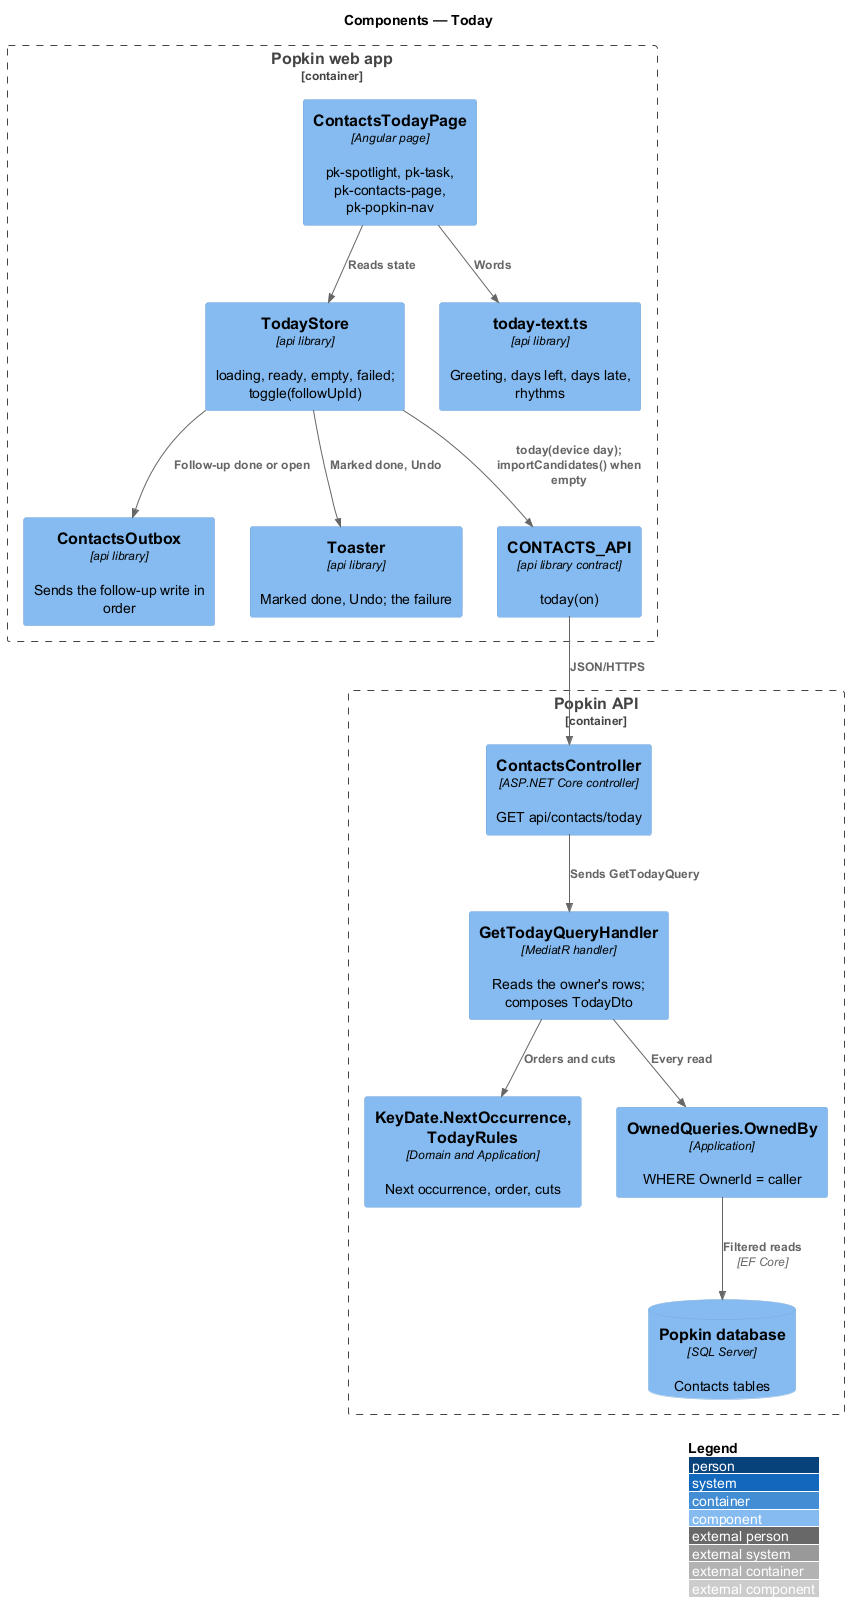 Components — Today
Popkin web app
[container]
ContactsTodayPage
[Angular page]
pk-spotlight, pk-task,
pk-contacts-page,
pk-popkin-nav
Reads state
Words
TodayStore
[api library]
loading, ready, empty, failed;
toggle(followUpId)
today-text.ts
[api library]
Greeting, days left, days late,
rhythms
Follow-up done or open
Marked done, Undo
today(device day);
importCandidates() when
empty
ContactsOutbox
[api library]
Sends the follow-up write in
order
Toaster
[api library]
Marked done, Undo; the failure
CONTACTS_API
[api library contract]
today(on)
JSON/HTTPS
Popkin API
[container]
ContactsController
[ASP.NET Core controller]
GET api/contacts/today
Sends GetTodayQuery
GetTodayQueryHandler
[MediatR handler]
Reads the owner's rows;
composes TodayDto
Orders and cuts
Every read
KeyDate.NextOccurrence,
TodayRules
[Domain and Application]
Next occurrence, order, cuts
OwnedQueries.OwnedBy
[Application]
WHERE OwnerId = caller
Filtered reads
[EF Core]
Popkin database
[SQL Server]
Contacts tables
Legend
person
system
container
component
external person
external system
external container
external component